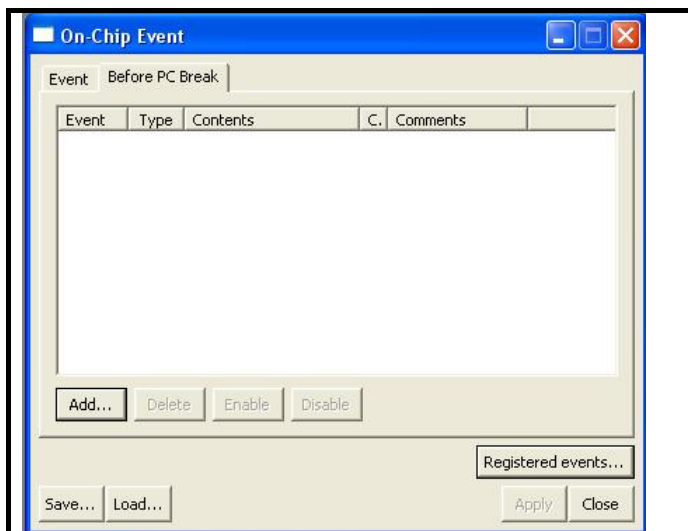 On-Chip Event
Event Before PC Break
Event Type Contents C. Comments
Add... Delete Enable Disable
Registered events...
Save... Load... Apply Close